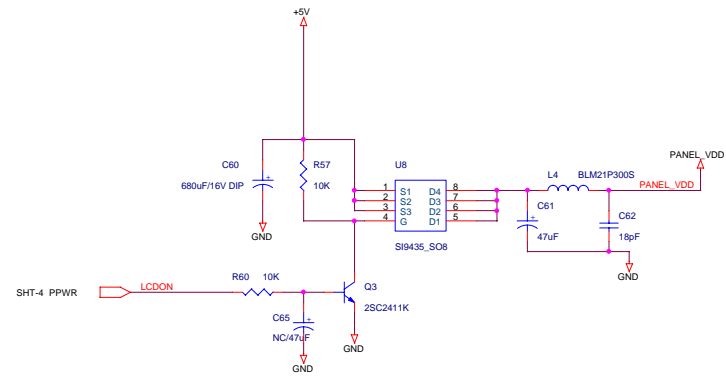 +5V
C60
R57
U8
PANEL_VDD
680uF/16V DIP
10K
L4 BLM21P300S
1 S1 D4 8
PANEL_VDD
2 S2 D3 7
3 S3 D2 6
4 G D1 5
C61
C62
GND
47uF
18pF
SI9435_SO8
GND
R60 10K
Q3
SHT-4 PPWR
LCDON
2SC2411K
C65
NC/47uF
GND
GND